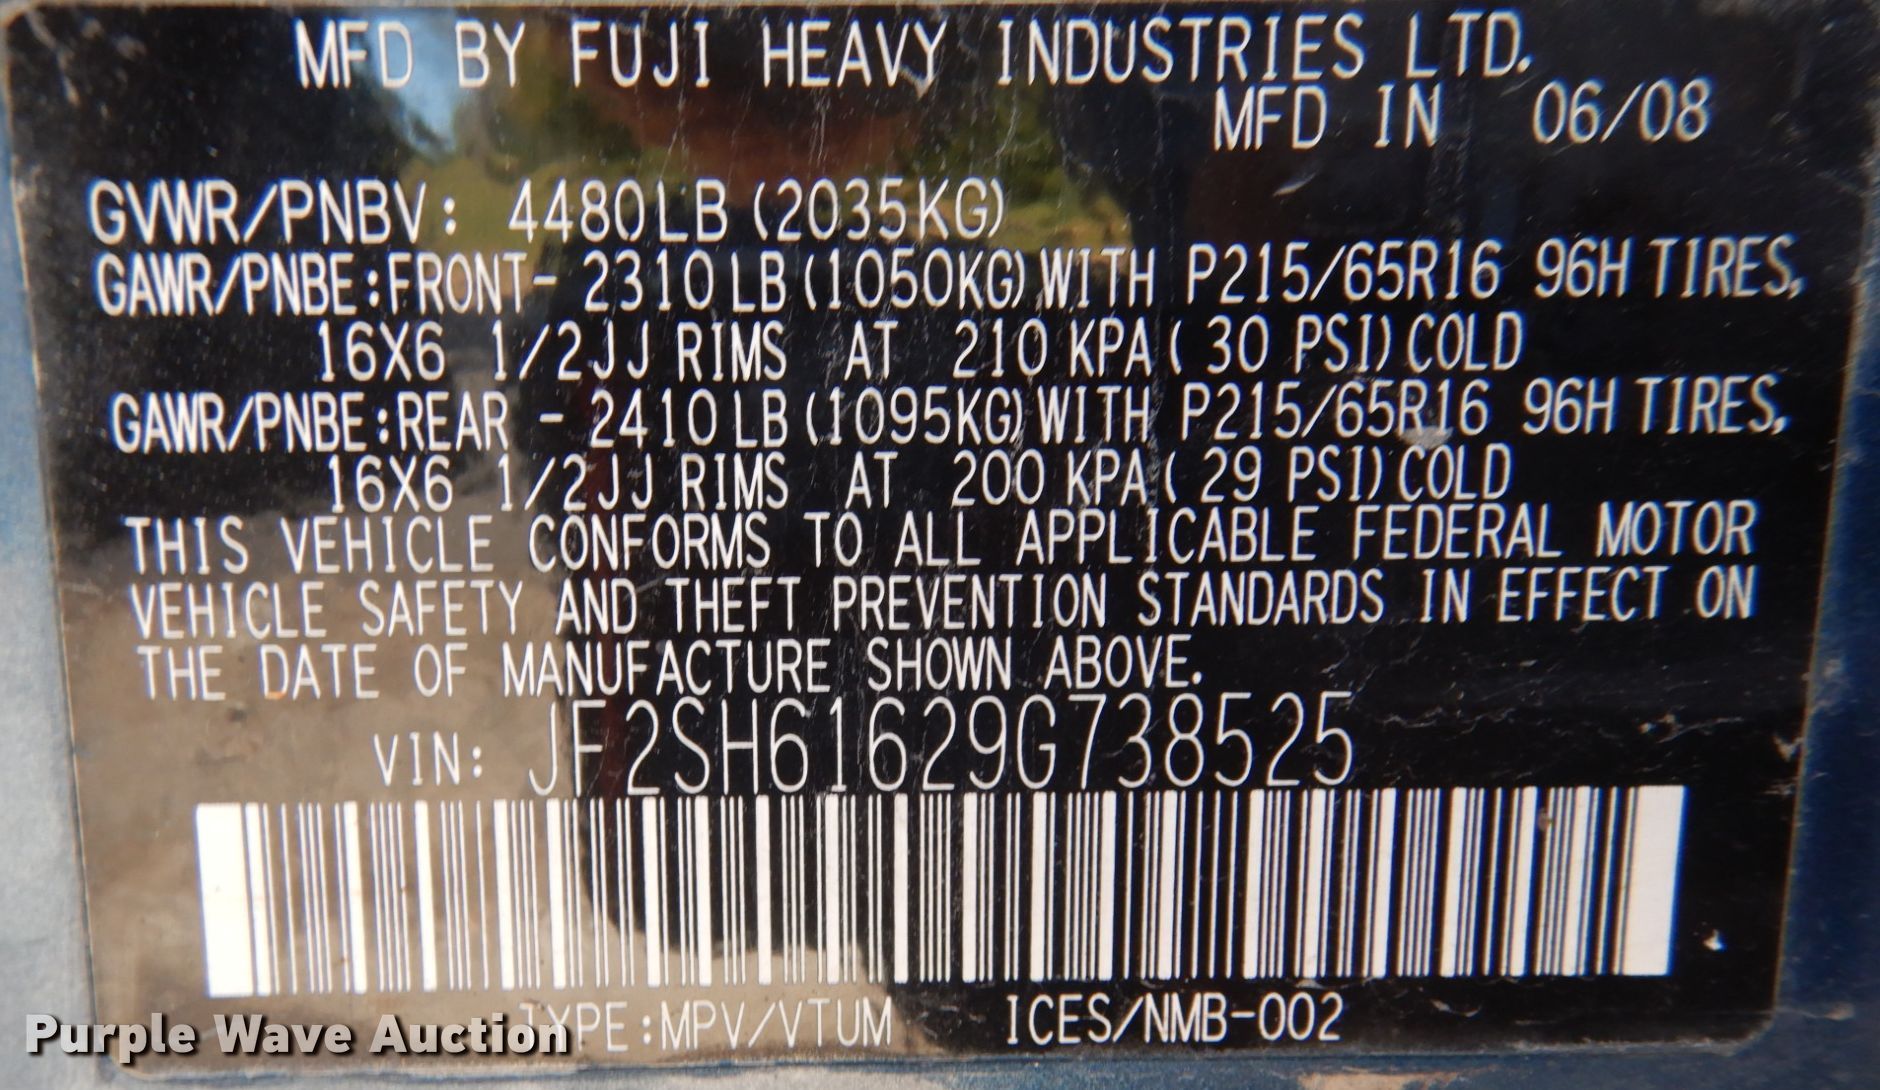 MFD BY FUJI HEAVY INDUSTRIES LTD.
MFD IN 06/08
GVWR/PNBV: 4480LB (2035KG)
GAWR/PNBE:FRONT- 2310LB (1050KG) WITH P215/65R16 96H TIRES,
16X6 1/2JJ RIMS AT 210 KPA ( 30 PSI) COLD
GAWR/PNBE:REAR - 2410LB (1095KG) WITH P215/65R16 96H TIRES,
16X6 1/2JJ RIMS AT 200 KPA ( 29 PSI) COLD
THIS VEHICLE CONFORMS TO ALL APPLICABLE FEDERAL MOTOR
VEHICLE SAFETY AND THEFT PREVENTION STANDARDS IN EFFECT ON
THE DATE OF MANUFACTURE SHOWN ABOVE.
VIN: JF2SH61629G738525
TYPE:MPV/VTUM ICES/NMB-002
Purple Wave Auction